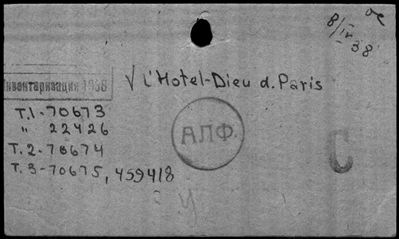 8/IV 38
V l'Hotel-Dieu d. Paris
Инвентаризация 1938
Т.1-70673
" 22426
АЛФ.
Т.2-70674
Т.3-70675, 459418
С